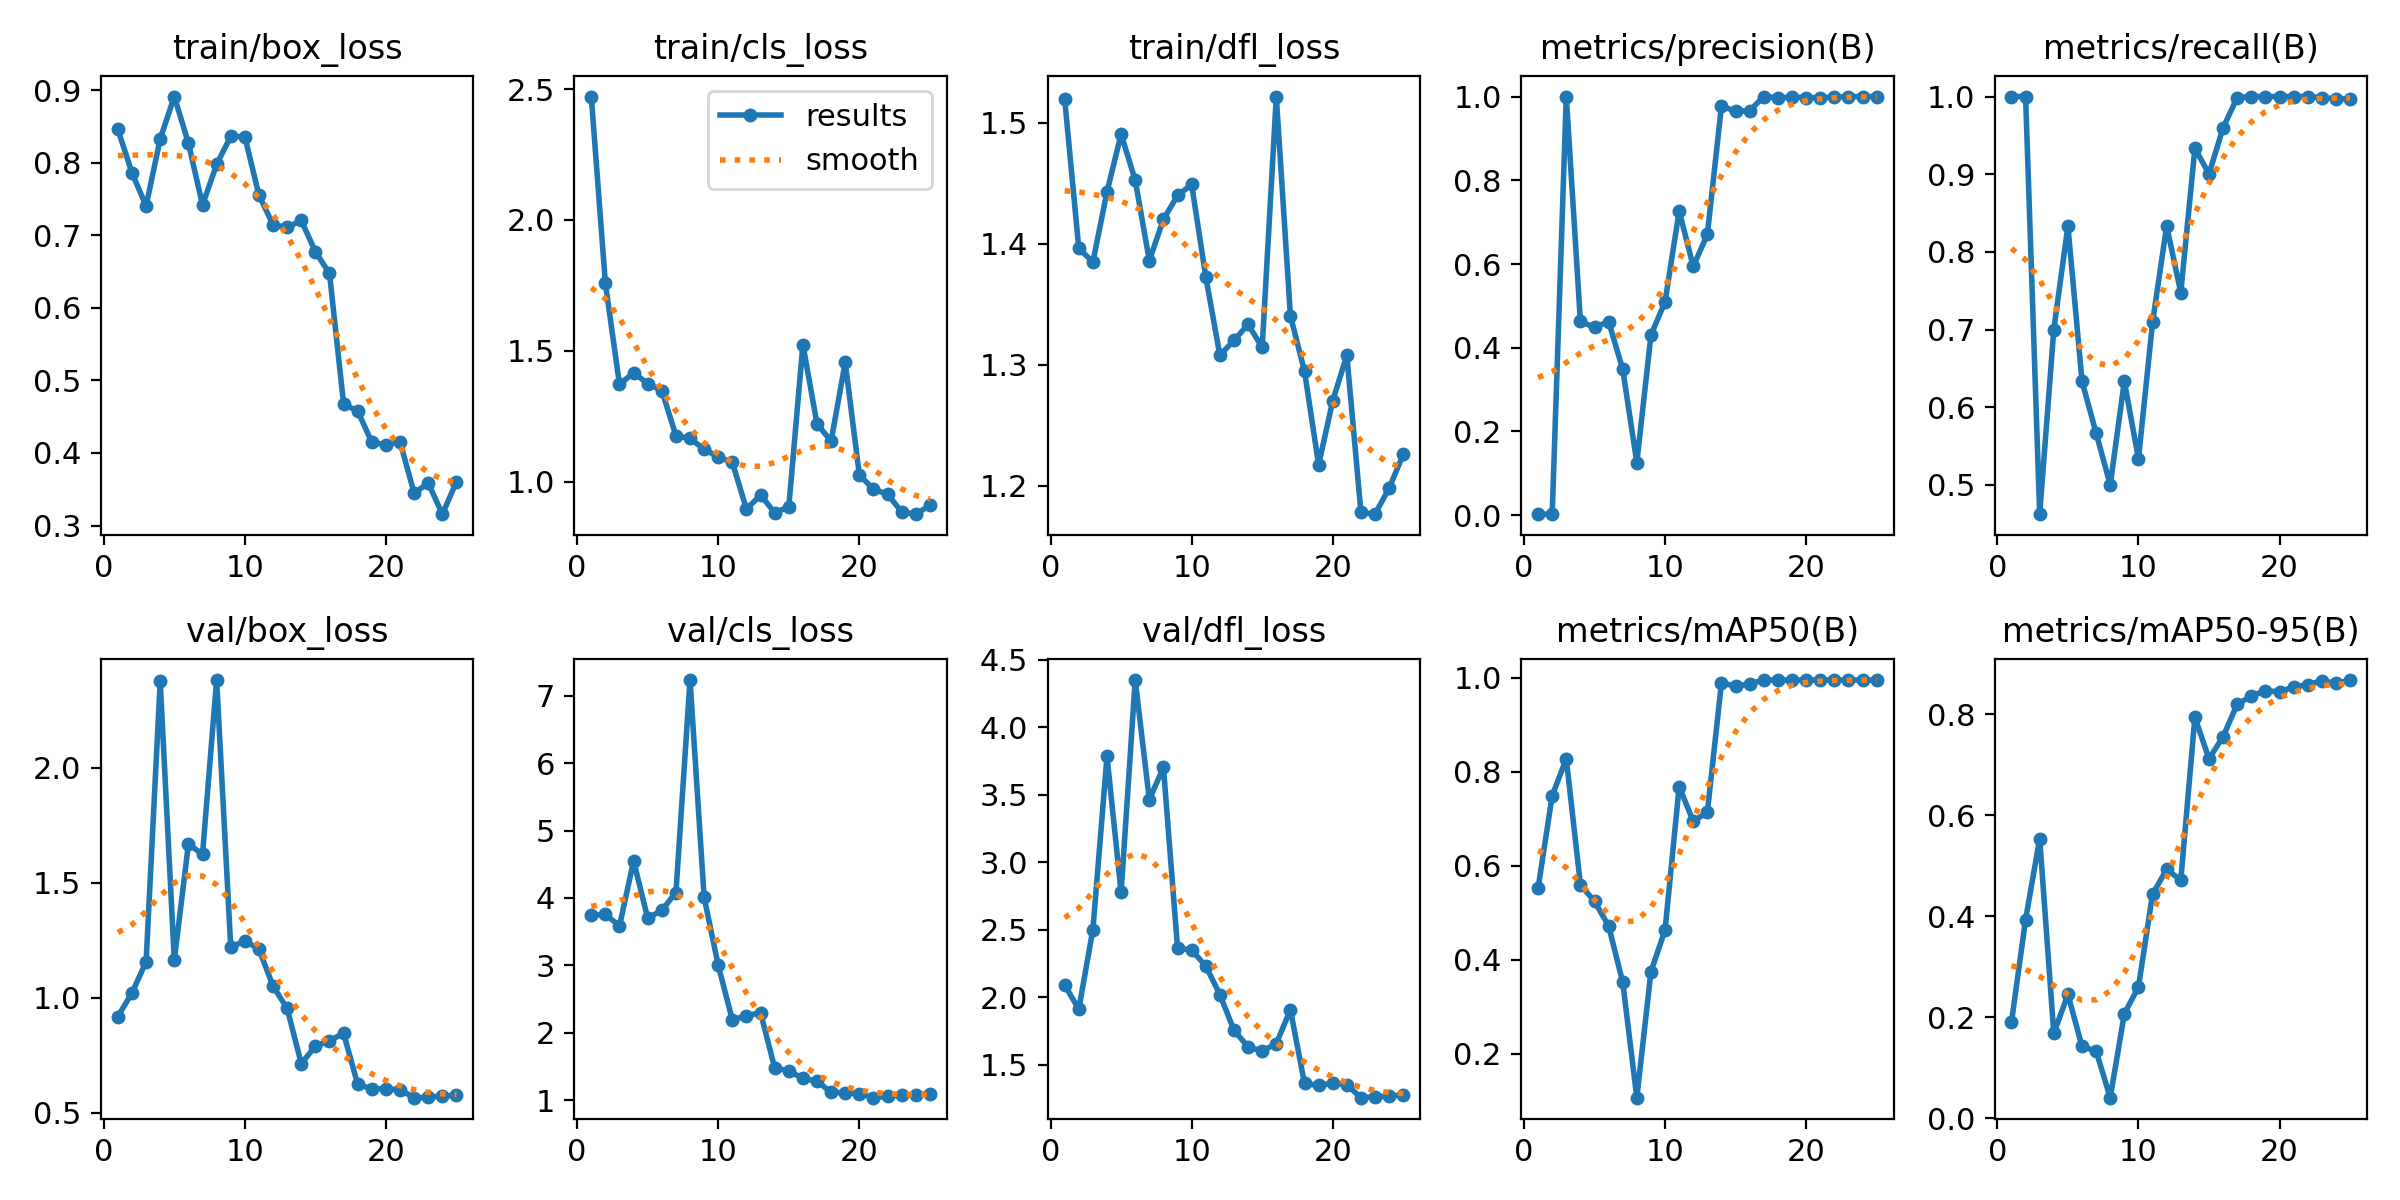 train/box_loss
train/cls_loss
train/dfl_loss
metrics/precision(B)
metrics/recall(B)
results
smooth
0.9
0.8
0.7
0.6
0.5
0.4
0.3
0 10 20
2.5
2.0
1.5
1.0
0 10 20
1.5
1.4
1.3
1.2
0 10 20
1.0
0.8
0.6
0.4
0.2
0.0
0 10 20
1.0
0.9
0.8
0.7
0.6
0.5
0 10 20
val/box_loss
val/cls_loss
val/dfl_loss
metrics/mAP50(B)
metrics/mAP50-95(B)
2.0
1.5
1.0
0.5
0 10 20
7
6
5
4
3
2
1
0 10 20
4.5
4.0
3.5
3.0
2.5
2.0
1.5
0 10 20
1.0
0.8
0.6
0.4
0.2
0 10 20
0.8
0.6
0.4
0.2
0.0
0 10 20